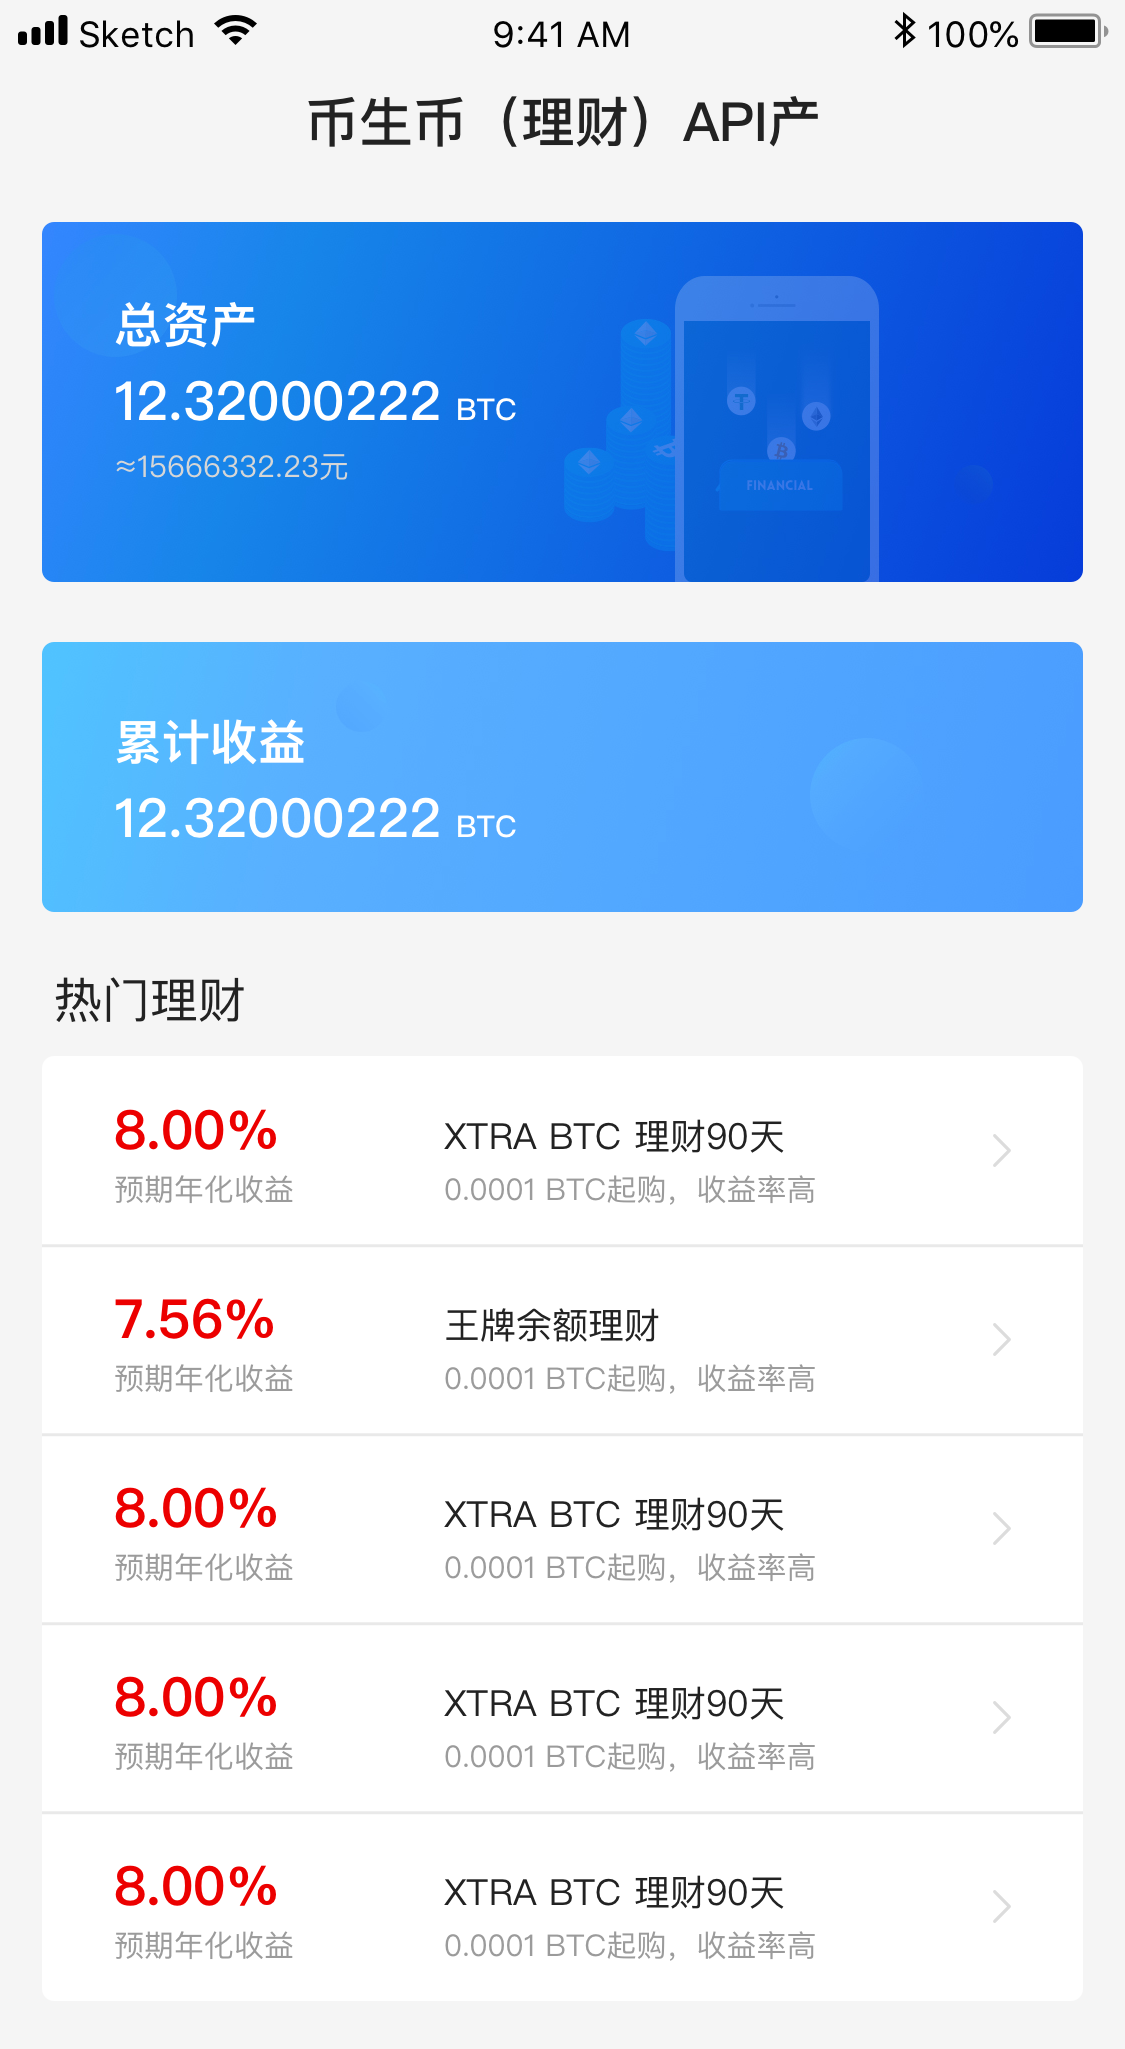 Sketch 9:41 AM 100%
币生币（理财）API产
总资产
12.32000222 BTC
≈15666332.23元
FINANCIAL
累计收益
12.32000222 BTC
热门理财
8.00% XTRA BTC 理财90天
预期年化收益 0.0001 BTC起购，收益率高
7.56% 王牌余额理财
预期年化收益 0.0001 BTC起购，收益率高
8.00% XTRA BTC 理财90天
预期年化收益 0.0001 BTC起购，收益率高
8.00% XTRA BTC 理财90天
预期年化收益 0.0001 BTC起购，收益率高
8.00% XTRA BTC 理财90天
预期年化收益 0.0001 BTC起购，收益率高